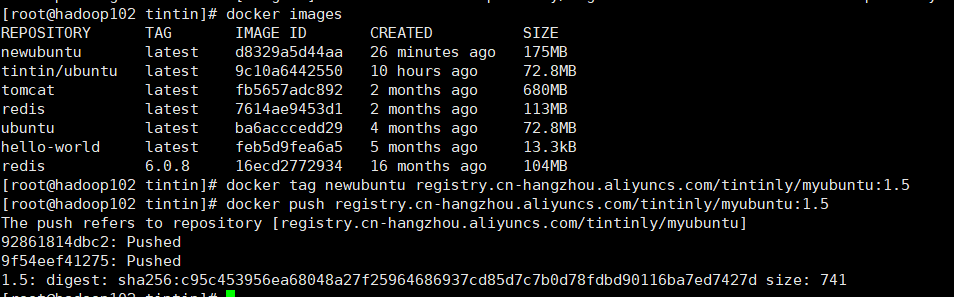 [root@hadoop102 tintin]# docker images
REPOSITORY TAG IMAGE ID CREATED SIZE
newubuntu latest d8329a5d44aa 26 minutes ago 175MB
tintin/ubuntu latest 9c10a6442550 10 hours ago 72.8MB
tomcat latest fb5657adc892 2 months ago 680MB
redis latest 7614ae9453d1 2 months ago 113MB
ubuntu latest ba6acccedd29 4 months ago 72.8MB
hello-world latest feb5d9fea6a5 5 months ago 13.3kB
redis 6.0.8 16ecd2772934 16 months ago 104MB
[root@hadoop102 tintin]# docker tag newubuntu registry.cn-hangzhou.aliyuncs.com/tintinly/myubuntu:1.5
[root@hadoop102 tintin]# docker push registry.cn-hangzhou.aliyuncs.com/tintinly/myubuntu:1.5
The push refers to repository [registry.cn-hangzhou.aliyuncs.com/tintinly/myubuntu]
92861814dbc2: Pushed
9f54eef41275: Pushed
1.5: digest: sha256:c95c453956ea68048a27f25964686937cd85d7c7b0d78fdbd90116ba7ed7427d size: 741
[root@hadoop102 tintin]#